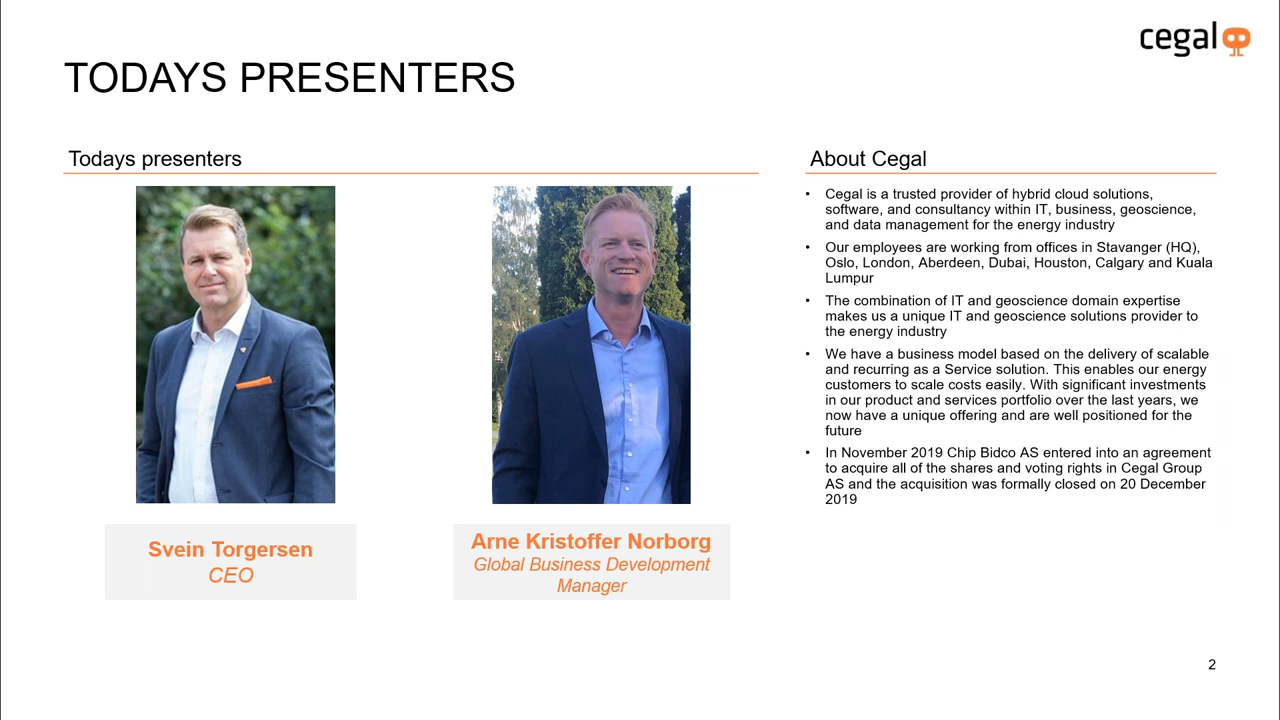 cegal
TODAYS PRESENTERS
Todays presenters
Svein Torgersen
CEO
Arne Kristoffer Norborg
Global Business Development
Manager
About Cegal
• Cegal is a trusted provider of hybrid cloud solutions,
software, and consultancy within IT, business, geoscience,
and data management for the energy industry
• Our employees are working from offices in Stavanger (HQ),
Oslo, London, Aberdeen, Dubai, Houston, Calgary and Kuala
Lumpur
• The combination of IT and geoscience domain expertise
makes us a unique IT and geoscience solutions provider to
the energy industry
• We have a business model based on the delivery of scalable
and recurring as a Service solution. This enables our energy
customers to scale costs easily. With significant investments
in our product and services portfolio over the last years, we
now have a unique offering and are well positioned for the
future
• In November 2019 Chip Bidco AS entered into an agreement
to acquire all of the shares and voting rights in Cegal Group
AS and the acquisition was formally closed on 20 December
2019
2